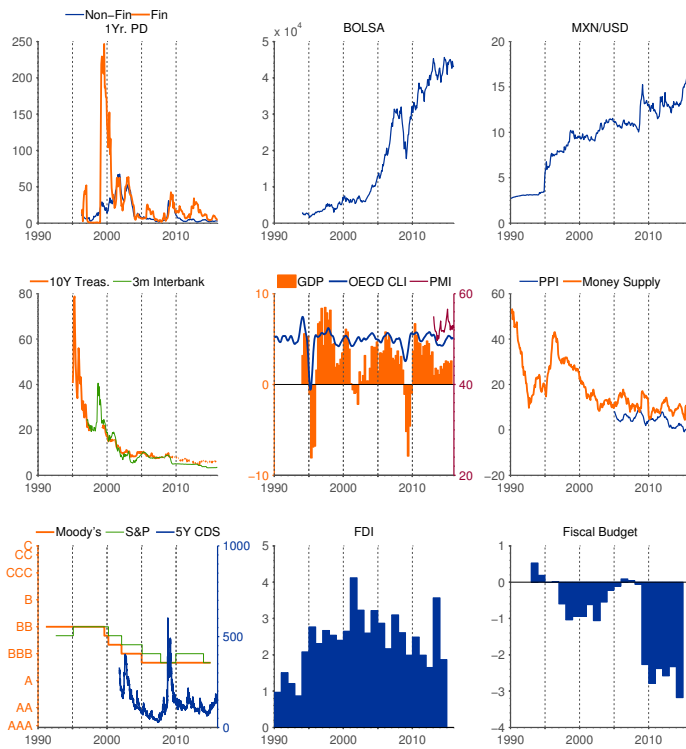 Non−Fin Fin
1Yr. PD
250
200
150
100
50
0
1990 2000 2010
BOLSA
x 10⁴
5
4
3
2
1
0
1990 2000 2010
MXN/USD
20
15
10
5
0
1990 2000 2010
10Y Treas. 3m Interbank
80
60
40
20
0
1990 2000 2010
GDP OECD CLI PMI
10 60
0 40
−10 20
1990 2000 2010
PPI Money Supply
60
40
20
0
−20
1990 2000 2010
Moody's S&P 5Y CDS
C 1000
CC
CCC
B
BB 500
BBB
A
AA
AAA 0
1990 2000 2010
FDI
5
4
3
2
1
0
1990 2000 2010
Fiscal Budget
1
0
−1
−2
−3
−4
1990 2000 2010